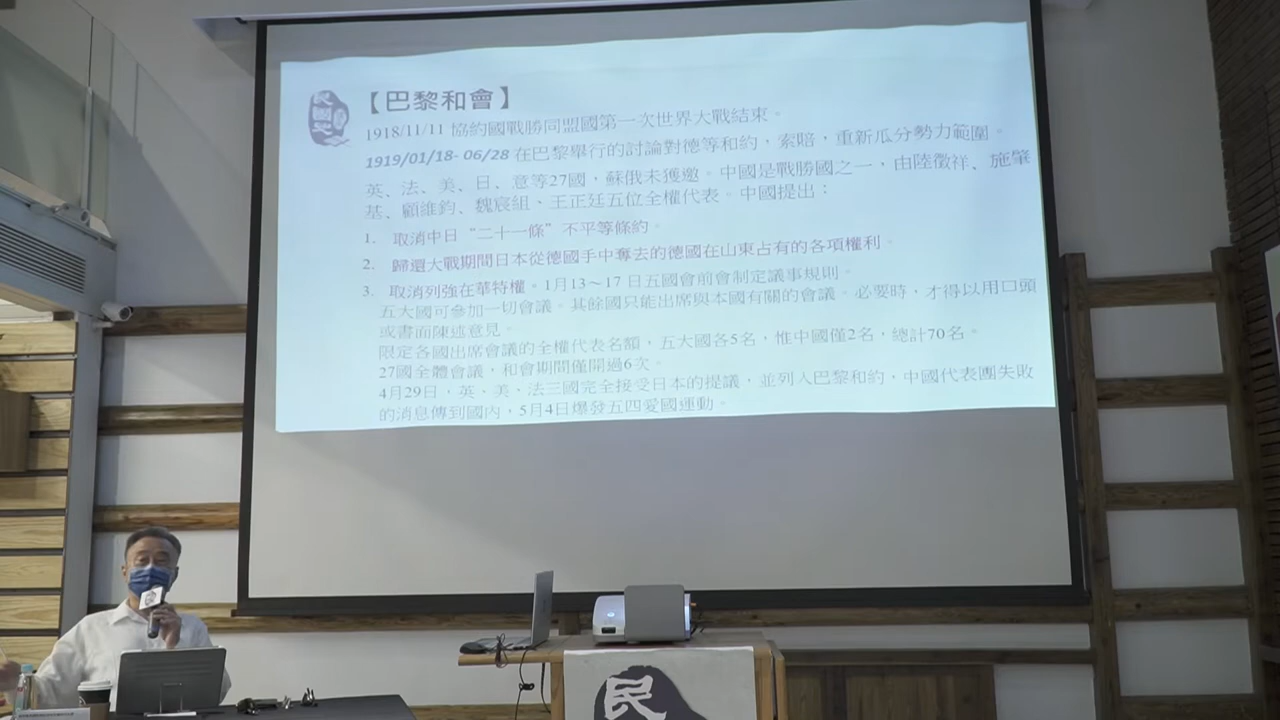 民國史
【巴黎和會】
1918/11/11 協約國戰勝同盟國第一次世界大戰結束。
1919/01/18- 06/28 在巴黎舉行的討論對德等和約，索賠，重新瓜分勢力範圍。
英、法、美、日、意等27國，蘇俄未獲邀。中國是戰勝國之一，由陸徵祥、施肇
基、顧維鈞、魏宸組、王正廷五位全權代表。中國提出：
1. 取消中日“二十一條”不平等條約。
2. 歸還大戰期間日本從德國手中奪去的德國在山東占有的各項權利。
3. 取消列強在華特權。1月13～17 日五國會前會制定議事規則。
五大國可參加一切會議。其餘國只能出席與本國有關的會議。必要時，才得以用口頭
或書面陳述意見。
限定各國出席會議的全權代表名額，五大國各5名，惟中國僅2名，總計70名。
27國全體會議，和會期間僅開過6次。
4月29日，英、美、法三國完全接受日本的提議，並列入巴黎和約，中國代表團失敗
的消息傳到國內，5月4日爆發五四愛國運動。
民